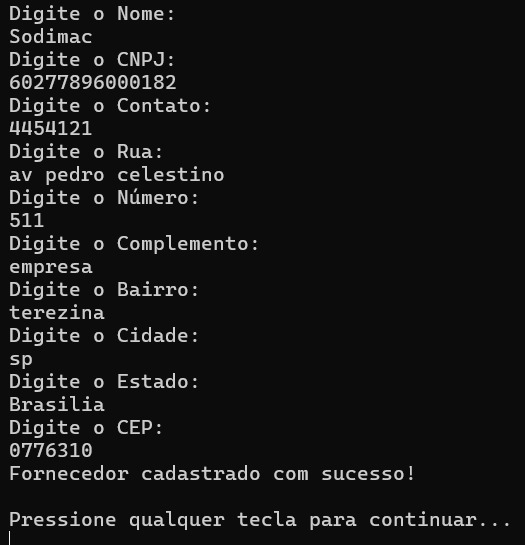 Digite o Nome:
Sodimac
Digite o CNPJ:
60277896000182
Digite o Contato:
4454121
Digite o Rua:
av pedro celestino
Digite o Número:
511
Digite o Complemento:
empresa
Digite o Bairro:
terezina
Digite o Cidade:
sp
Digite o Estado:
Brasilia
Digite o CEP:
0776310
Fornecedor cadastrado com sucesso!
Pressione qualquer tecla para continuar...